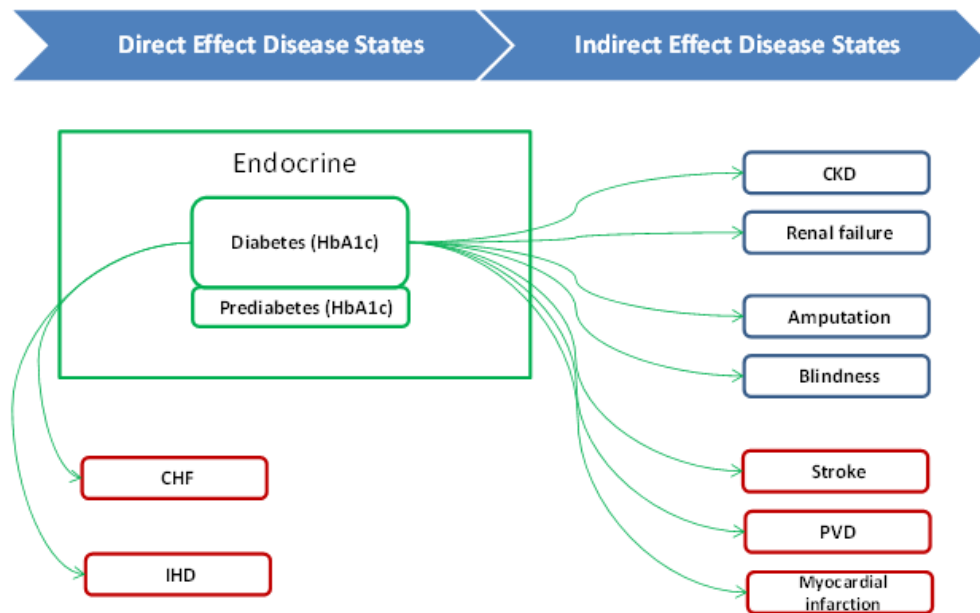 Direct Effect Disease States
Indirect Effect Disease States
Endocrine
Diabetes (HbA1c)
Prediabetes (HbA1c)
CHF
IHD
CKD
Renal failure
Amputation
Blindness
Stroke
PVD
Myocardial
infarction